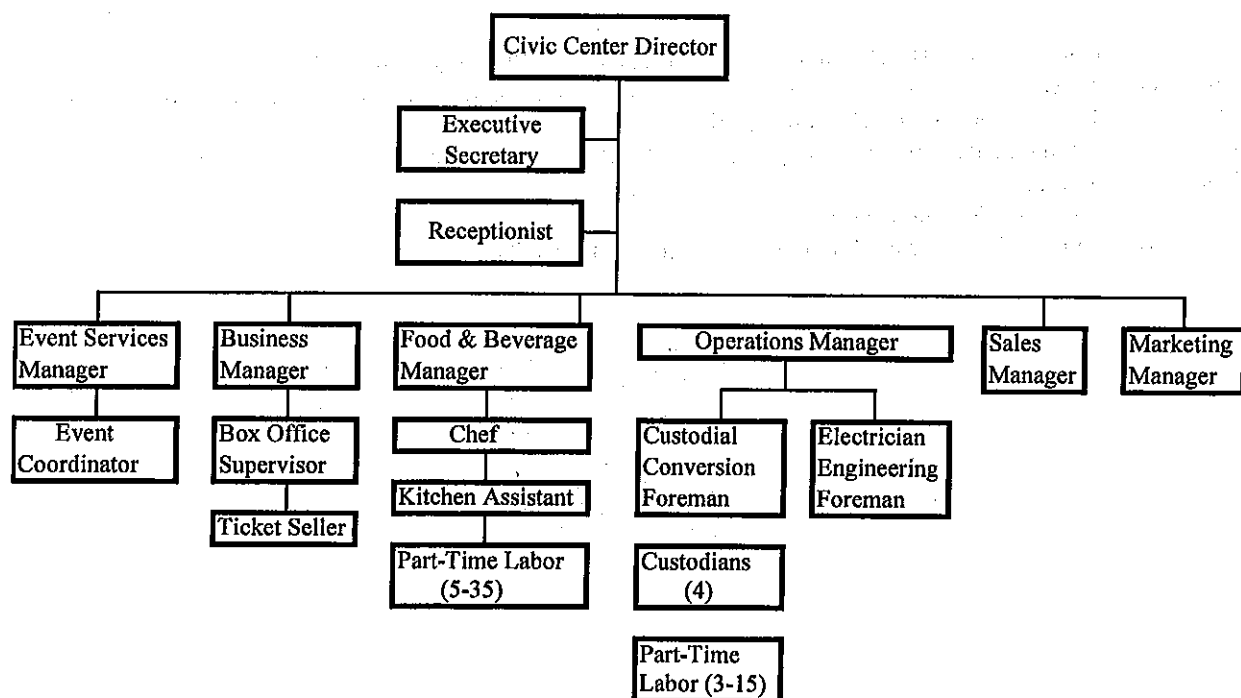 Civic Center Director
Executive
Secretary
Receptionist
Event Services
Manager
Business
Manager
Food & Beverage
Manager
Operations Manager
Sales
Manager
Marketing
Manager
Event
Coordinator
Box Office
Supervisor
Ticket Seller
Chef
Kitchen Assistant
Part-Time Labor
(5-35)
Custodial
Conversion
Foreman
Electrician
Engineering
Foreman
Custodians
(4)
Part-Time
Labor (3-15)